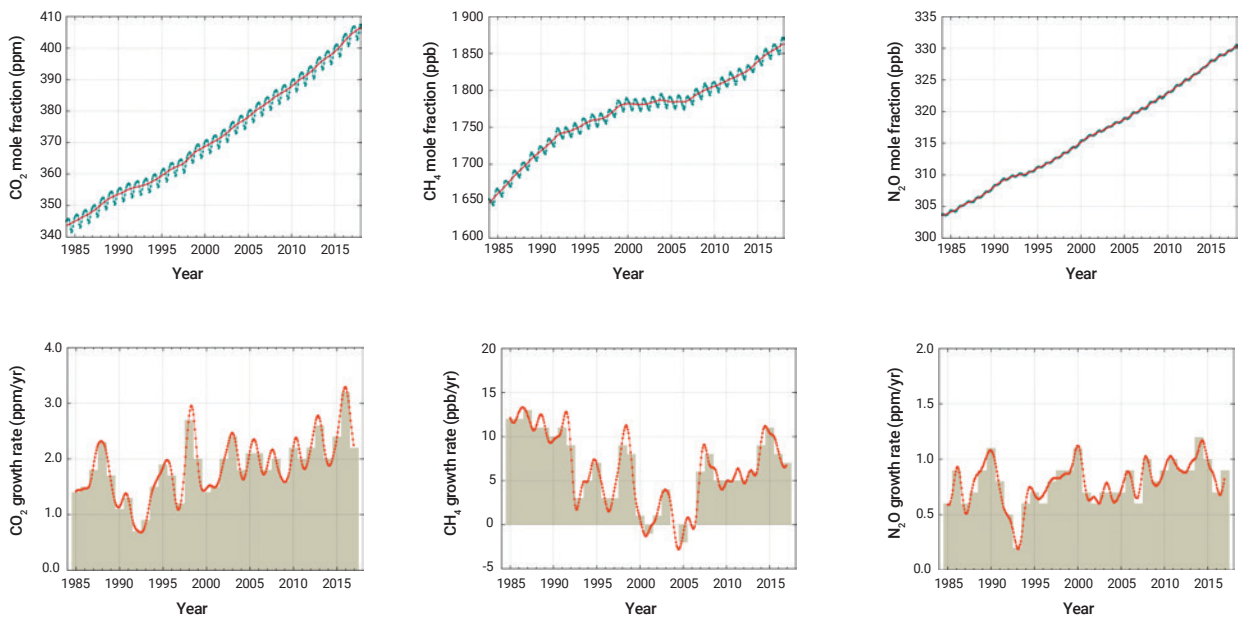 CO2 mole fraction (ppm)
410
400
390
380
370
360
350
340
1985 1990 1995 2000 2005 2010 2015
Year
CH4 mole fraction (ppb)
1 900
1 850
1 800
1 750
1 700
1 650
1 600
1985 1990 1995 2000 2005 2010 2015
Year
N2O mole fraction (ppb)
335
330
325
320
315
310
305
300
1985 1990 1995 2000 2005 2010 2015
Year
CO2 growth rate (ppm/yr)
4.0
3.0
2.0
1.0
0.0
1985 1990 1995 2000 2005 2010 2015
Year
CH4 growth rate (ppb/yr)
20
15
10
5
0
-5
1985 1990 1995 2000 2005 2010 2015
Year
N2O growth rate (ppm/yr)
2.0
1.5
1.0
0.5
0.0
1985 1990 1995 2000 2005 2010 2015
Year